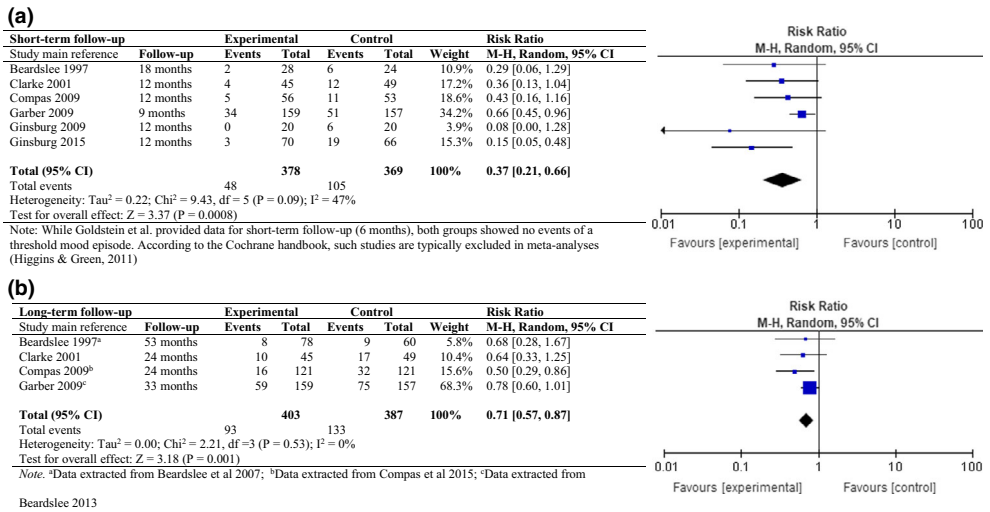 (a)
Short-term follow-up Experimental Control Risk Ratio
Study main reference Follow-up Events Total Events Total Weight M-H, Random, 95% CI
Beardslee 1997 18 months 2 28 6 24 10.9% 0.29 [0.06, 1.29]
Clarke 2001 12 months 4 45 12 49 17.2% 0.36 [0.13, 1.04]
Compas 2009 12 months 5 56 11 53 18.6% 0.43 [0.16, 1.16]
Garber 2009 9 months 34 159 51 157 34.2% 0.66 [0.45, 0.96]
Ginsburg 2009 12 months 0 20 6 20 3.9% 0.08 [0.00, 1.28]
Ginsburg 2015 12 months 3 70 19 66 15.3% 0.15 [0.05, 0.48]
Total (95% CI) 378 369 100% 0.37 [0.21, 0.66]
Total events 48 105
Heterogeneity: Tau² = 0.22; Chi² = 9.43, df = 5 (P = 0.09); I² = 47%
Test for overall effect: Z = 3.37 (P = 0.0008)
Note: While Goldstein et al. provided data for short-term follow-up (6 months), both groups showed no events of a
threshold mood episode. According to the Cochrane handbook, such studies are typically excluded in meta-analyses
(Higgins & Green, 2011)
Risk Ratio
M-H, Random, 95% CI
0.01 0.1 1 10 100
Favours [experimental] Favours [control]
(b)
Long-term follow-up Experimental Control Risk Ratio
Study main reference Follow-up Events Total Events Total Weight M-H, Random, 95% CI
Beardslee 1997ᵃ 53 months 8 78 9 60 5.8% 0.68 [0.28, 1.67]
Clarke 2001 24 months 10 45 17 49 10.4% 0.64 [0.33, 1.25]
Compas 2009ᵇ 24 months 16 121 32 121 15.6% 0.50 [0.29, 0.86]
Garber 2009ᶜ 33 months 59 159 75 157 68.3% 0.78 [0.60, 1.01]
Total (95% CI) 403 387 100% 0.71 [0.57, 0.87]
Total events 93 133
Heterogeneity: Tau² = 0.00; Chi² = 2.21, df =3 (P = 0.53); I² = 0%
Test for overall effect: Z = 3.18 (P = 0.001)
Note. ᵃData extracted from Beardslee et al 2007; ᵇData extracted from Compas et al 2015; ᶜData extracted from
Beardslee 2013
Risk Ratio
M-H, Random, 95% CI
0.01 0.1 1 10 100
Favours [experimental] Favours [control]